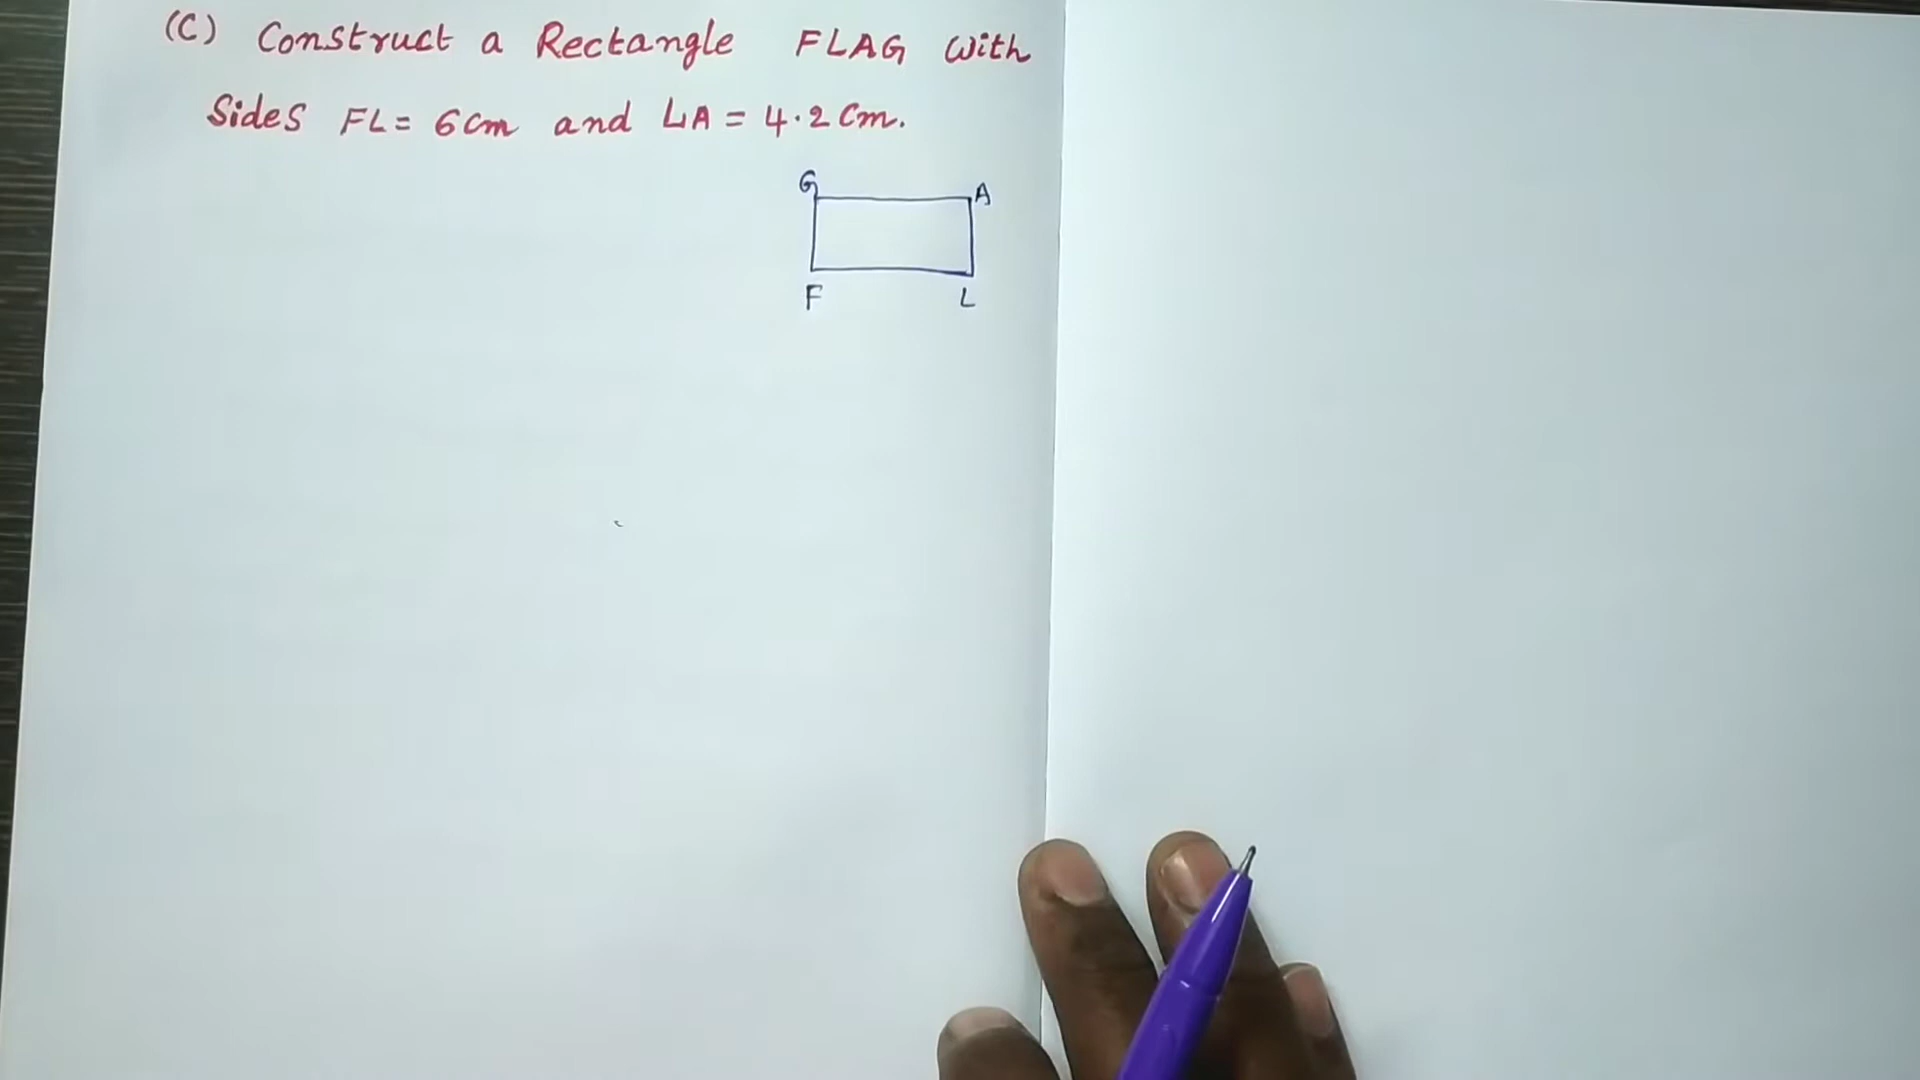 (C) Construct a Rectangle FLAG with
Sides FL = 6cm and LA = 4.2 Cm.
G A
F L